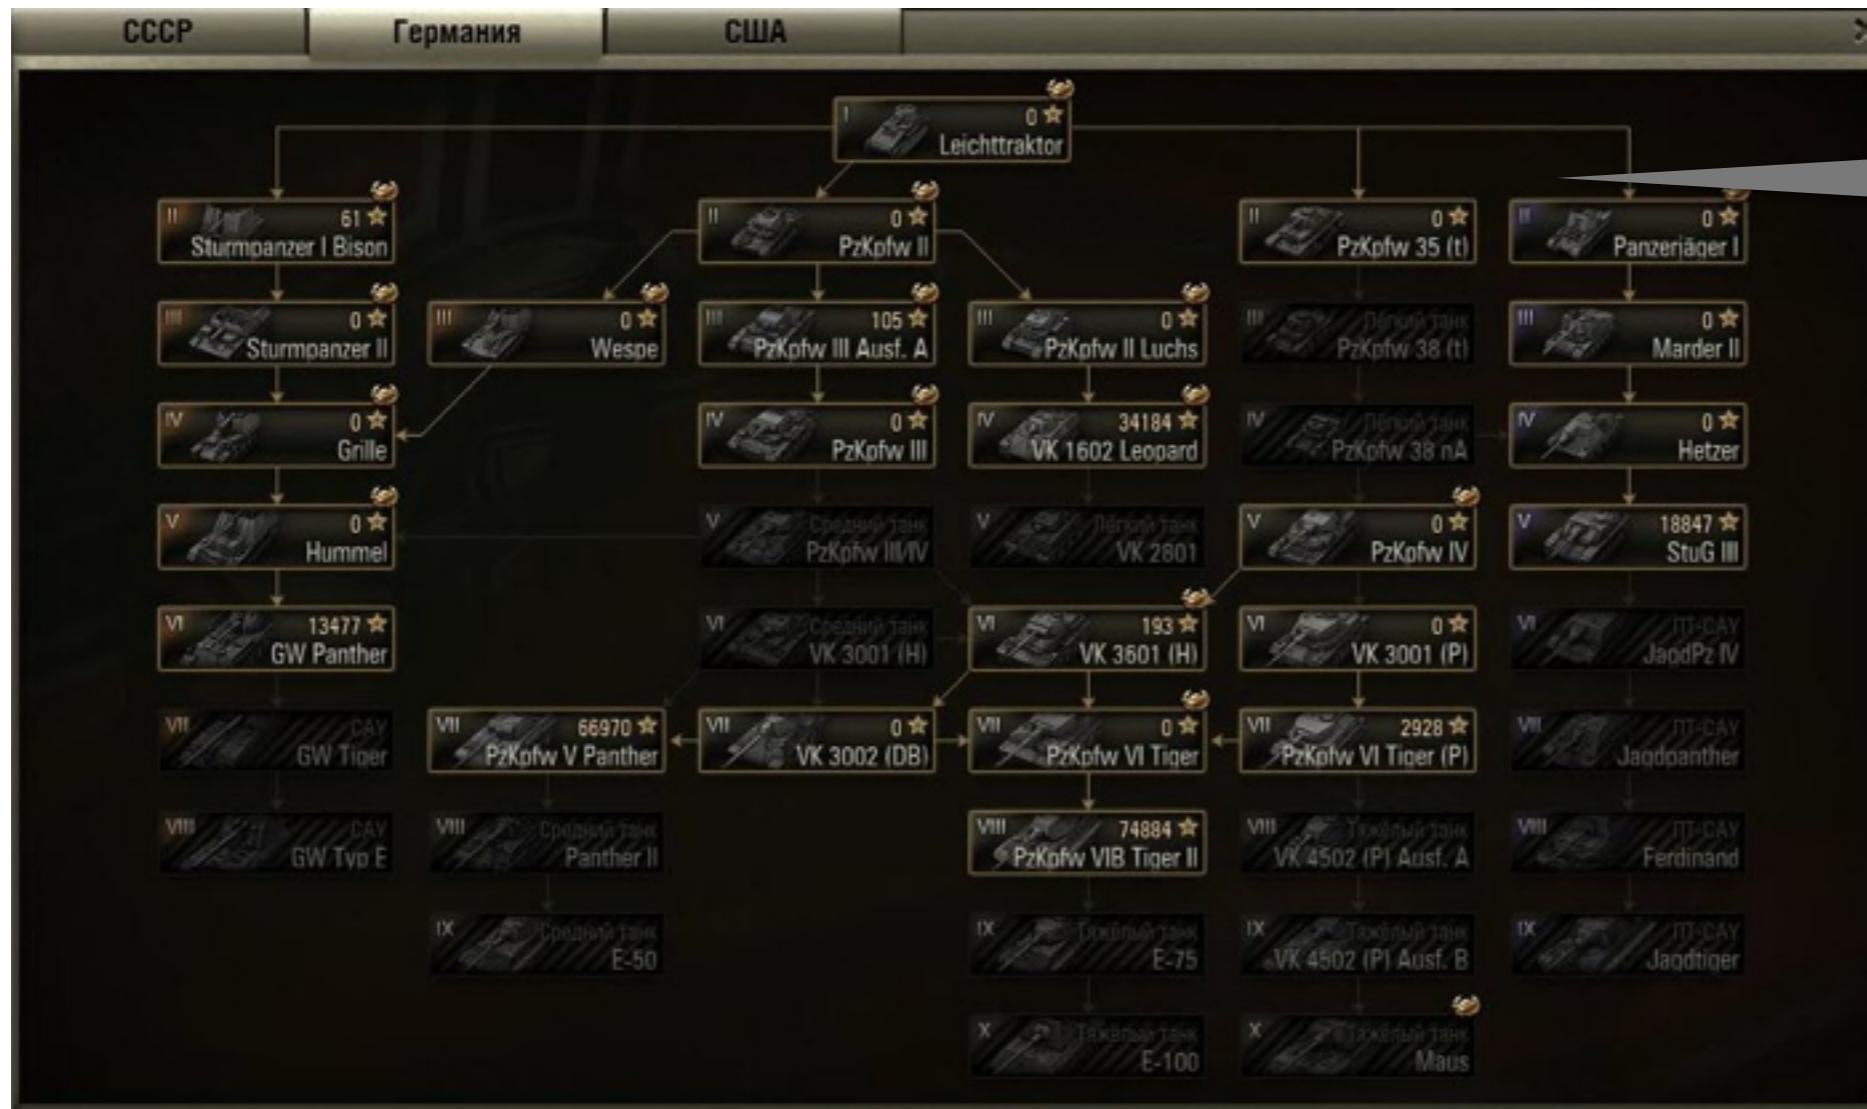 СССР
Германия
США
I 0
Leichttraktor
II 61
Sturmpanzer I Bison
II 0
PzKpfw II
II 0
PzKpfw 35 (t)
II 0
Panzerjäger I
III 0
Sturmpanzer II
III 0
Wespe
III 105
PzKpfw III Ausf. A
III 0
PzKpfw II Luchs
III Лёгкий танк
PzKpfw 38 (t)
III 0
Marder II
IV 0
Grille
IV 0
PzKpfw III
IV 34184
VK 1602 Leopard
IV Лёгкий танк
PzKpfw 38 nA
IV 0
Hetzer
V 0
Hummel
V Средний танк
PzKpfw III/IV
V Лёгкий танк
VK 2801
V 0
PzKpfw IV
V 18847
StuG III
VI 13477
GW Panther
VI Средний танк
VK 3001 (H)
VI 193
VK 3601 (H)
VI 0
VK 3001 (P)
VI ПТ-САУ
JagdPz IV
VII САУ
GW Tiger
VII 66970
PzKpfw V Panther
VII 0
VK 3002 (DB)
VII 0
PzKpfw VI Tiger
VII 2928
PzKpfw VI Tiger (P)
VII ПТ-САУ
Jagdpanther
VIII САУ
GW Typ E
VIII Средний танк
Panther II
VIII 74884
PzKpfw VIB Tiger II
VIII Тяжёлый танк
VK 4502 (P) Ausf. A
VIII ПТ-САУ
Ferdinand
IX Средний танк
E-50
IX Тяжёлый танк
E-75
IX Тяжёлый танк
VK 4502 (P) Ausf. B
IX ПТ-САУ
Jagdtiger
X Тяжёлый танк
E-100
X Тяжёлый танк
Maus